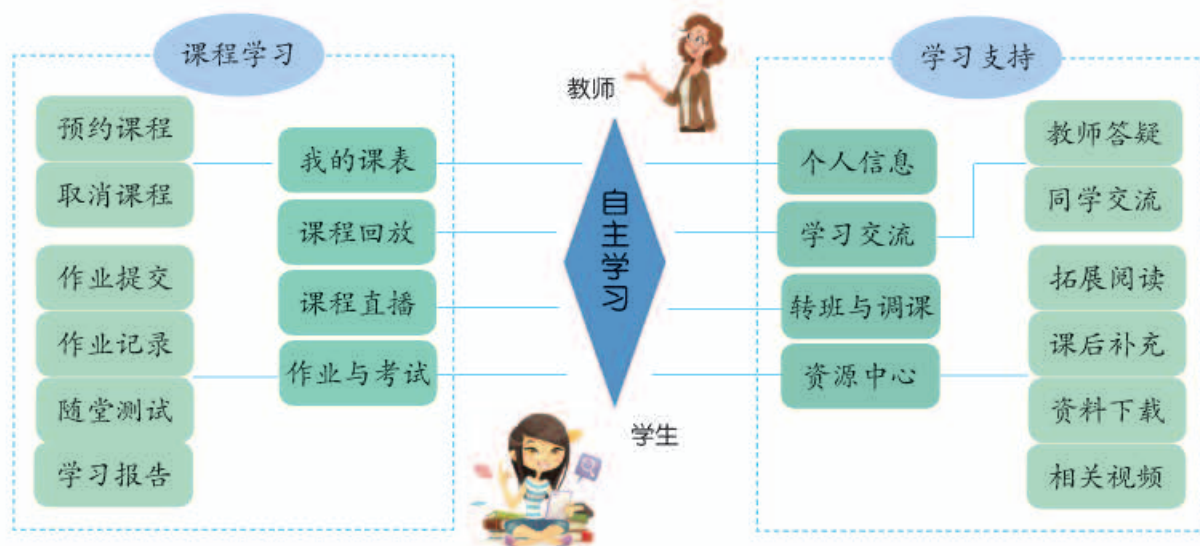 课程学习
预约课程
取消课程
作业提交
作业记录
随堂测试
学习报告
我的课表
课程回放
课程直播
作业与考试
教师
自主学习
学生
学习支持
个人信息
学习交流
转班与调课
资源中心
教师答疑
同学交流
拓展阅读
课后补充
资料下载
相关视频